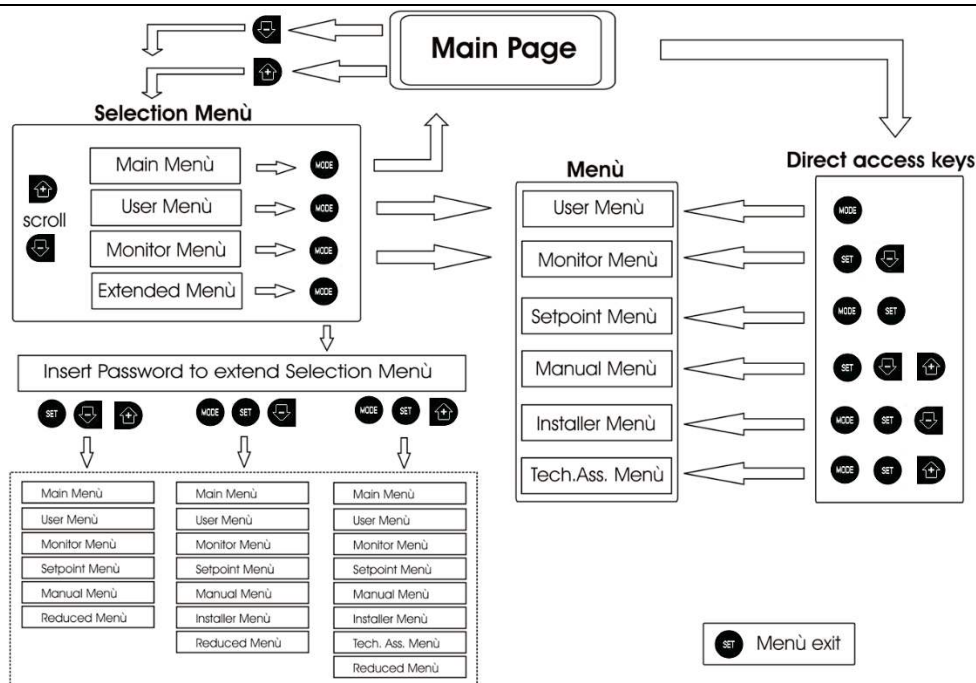 Main Page
Selection Menù
Main Menù
MODE
User Menù
MODE
scroll
Monitor Menù
MODE
Extended Menù
MODE
Insert Password to extend Selection Menù
SET
MODE SET
MODE SET
Main Menù
User Menù
Monitor Menù
Setpoint Menù
Manual Menù
Reduced Menù
Main Menù
User Menù
Monitor Menù
Setpoint Menù
Manual Menù
Installer Menù
Reduced Menù
Main Menù
User Menù
Monitor Menù
Setpoint Menù
Manual Menù
Installer Menù
Tech. Ass. Menù
Reduced Menù
Menù
User Menù
Monitor Menù
Setpoint Menù
Manual Menù
Installer Menù
Tech.Ass. Menù
Direct access keys
MODE
SET
MODE SET
SET
MODE SET
MODE SET
SET Menù exit